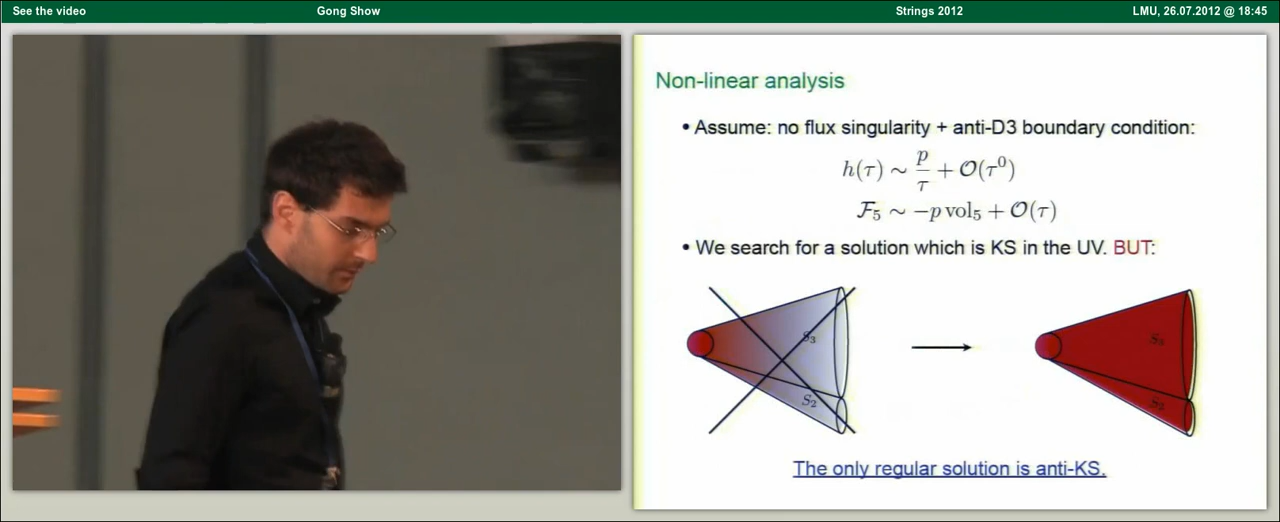 See the video
Gong Show
Strings 2012
LMU, 26.07.2012 @ 18:45
Non-linear analysis
• Assume: no flux singularity + anti-D3 boundary condition:
h(τ) ∼ p/τ + O(τ⁰)
F₅ ∼ −p vol₅ + O(τ)
• We search for a solution which is KS in the UV. BUT:
S₃
S₂
S₃
S₂
The only regular solution is anti-KS.